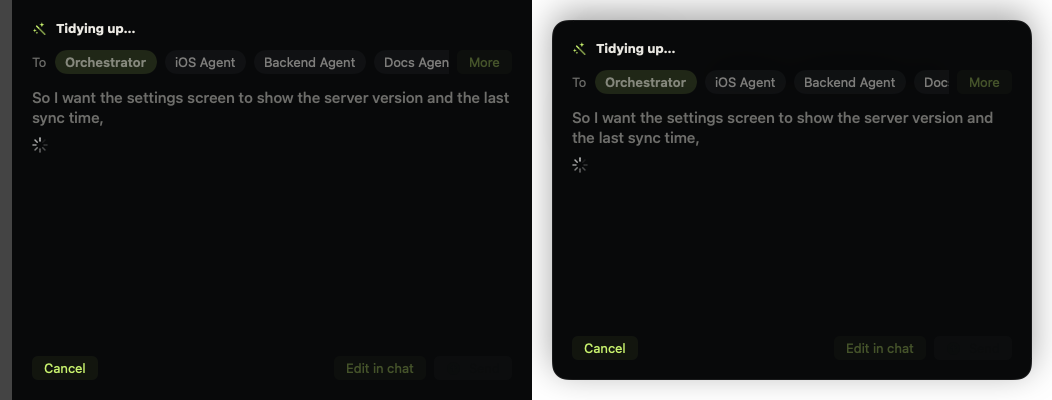 Tidying up...
To Orchestrator iOS Agent Backend Agent Docs Agen More
So I want the settings screen to show the server version and the last
sync time,
Cancel Edit in chat
Tidying up...
To Orchestrator iOS Agent Backend Agent Doc More
So I want the settings screen to show the server version and
the last sync time,
Cancel Edit in chat